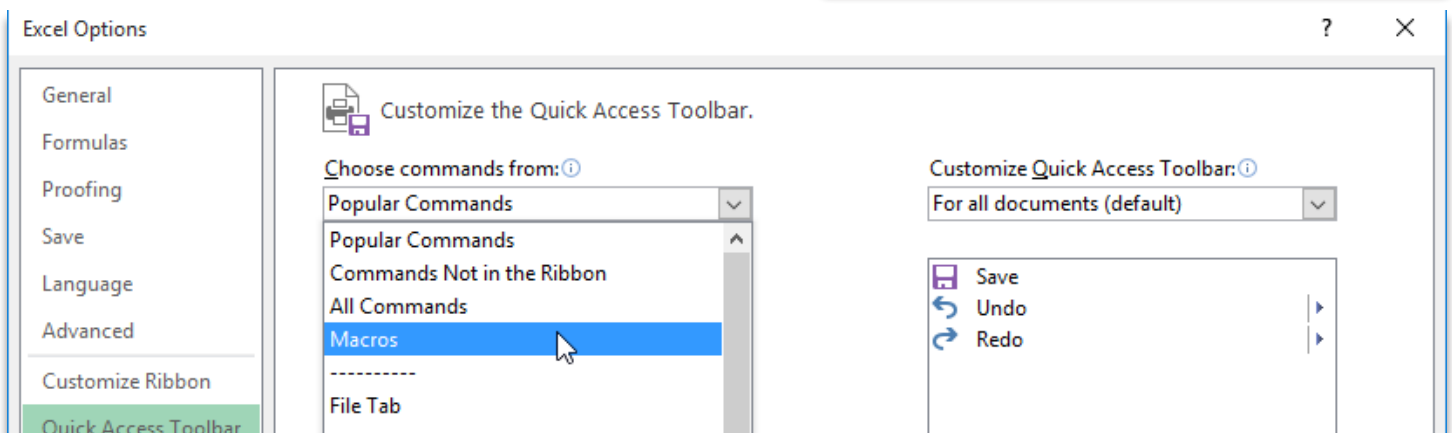 Excel Options
?
General
Formulas
Proofing
Save
Language
Advanced
Customize Ribbon
Quick Access Toolbar
Customize the Quick Access Toolbar.
Choose commands from:
Popular Commands
Popular Commands
Commands Not in the Ribbon
All Commands
Macros
----------
File Tab
Customize Quick Access Toolbar:
For all documents (default)
Save
Undo
Redo